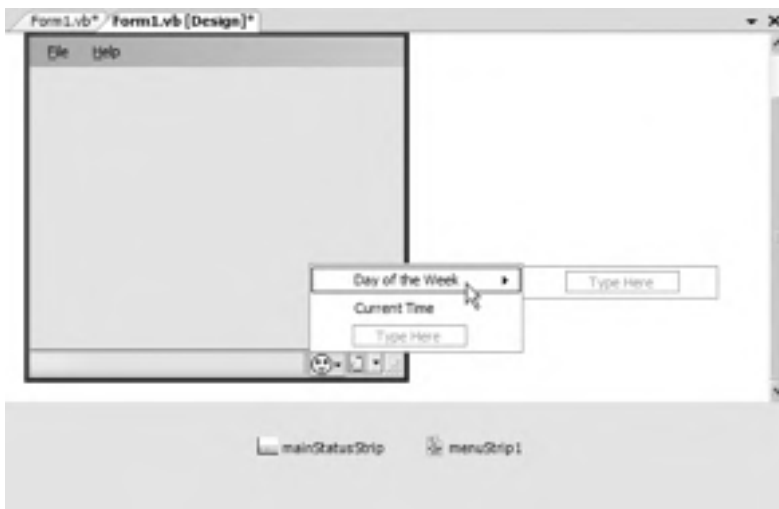 Form1.vb* Form1.vb [Design]*
File Help
Day of the Week Type Here
Current Time
Type Here
mainStatusStrip menuStrip1